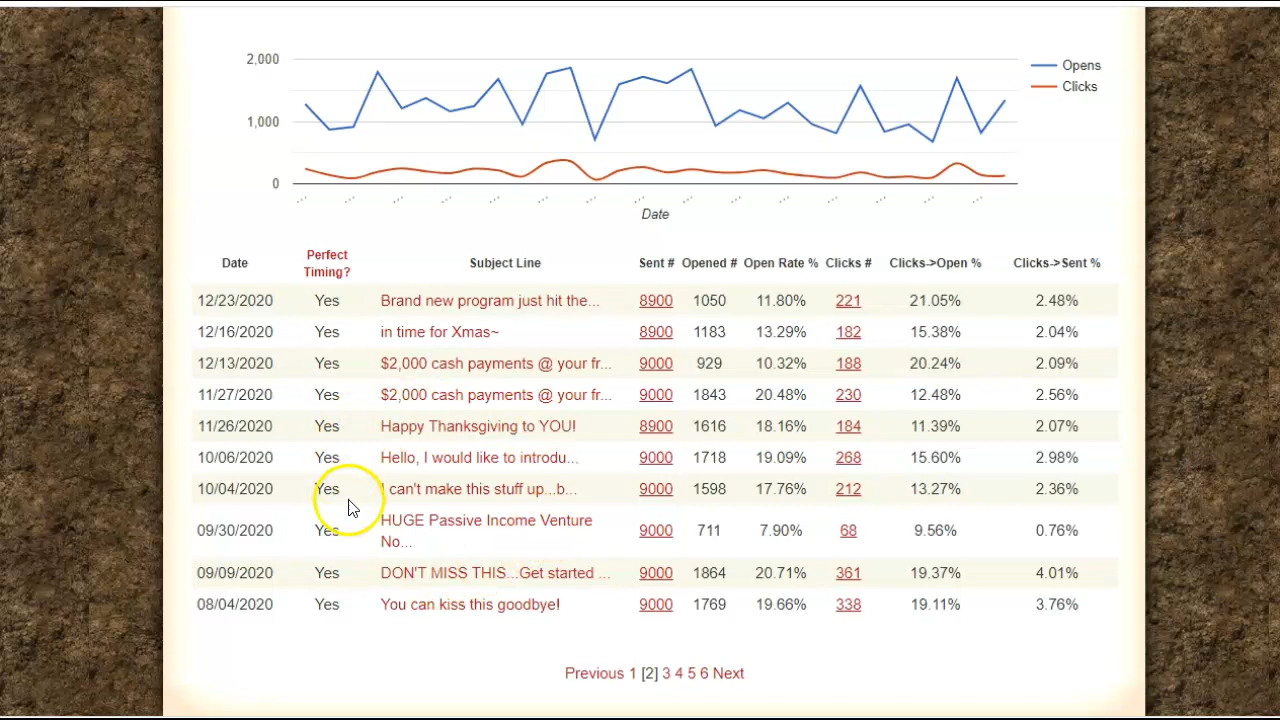 2,000
1,000
0
Opens
Clicks
Date
Date Perfect Timing? Subject Line Sent # Opened # Open Rate % Clicks # Clicks->Open % Clicks->Sent %
12/23/2020 Yes Brand new program just hit the... 8900 1050 11.80% 221 21.05% 2.48%
12/16/2020 Yes in time for Xmas~ 8900 1183 13.29% 182 15.38% 2.04%
12/13/2020 Yes $2,000 cash payments @ your fr... 9000 929 10.32% 188 20.24% 2.09%
11/27/2020 Yes $2,000 cash payments @ your fr... 9000 1843 20.48% 230 12.48% 2.56%
11/26/2020 Yes Happy Thanksgiving to YOU! 8900 1616 18.16% 184 11.39% 2.07%
10/06/2020 Yes Hello, I would like to introdu... 9000 1718 19.09% 268 15.60% 2.98%
10/04/2020 Yes I can't make this stuff up...b... 9000 1598 17.76% 212 13.27% 2.36%
09/30/2020 Yes HUGE Passive Income Venture No... 9000 711 7.90% 68 9.56% 0.76%
09/09/2020 Yes DON'T MISS THIS...Get started ... 9000 1864 20.71% 361 19.37% 4.01%
08/04/2020 Yes You can kiss this goodbye! 9000 1769 19.66% 338 19.11% 3.76%
Previous 1 [2] 3 4 5 6 Next